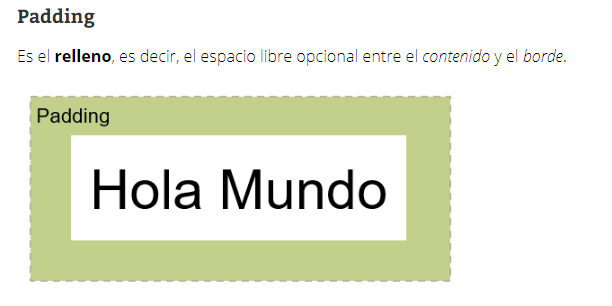 Padding
Es el relleno, es decir, el espacio libre opcional entre el contenido y el borde.
Padding
Hola Mundo